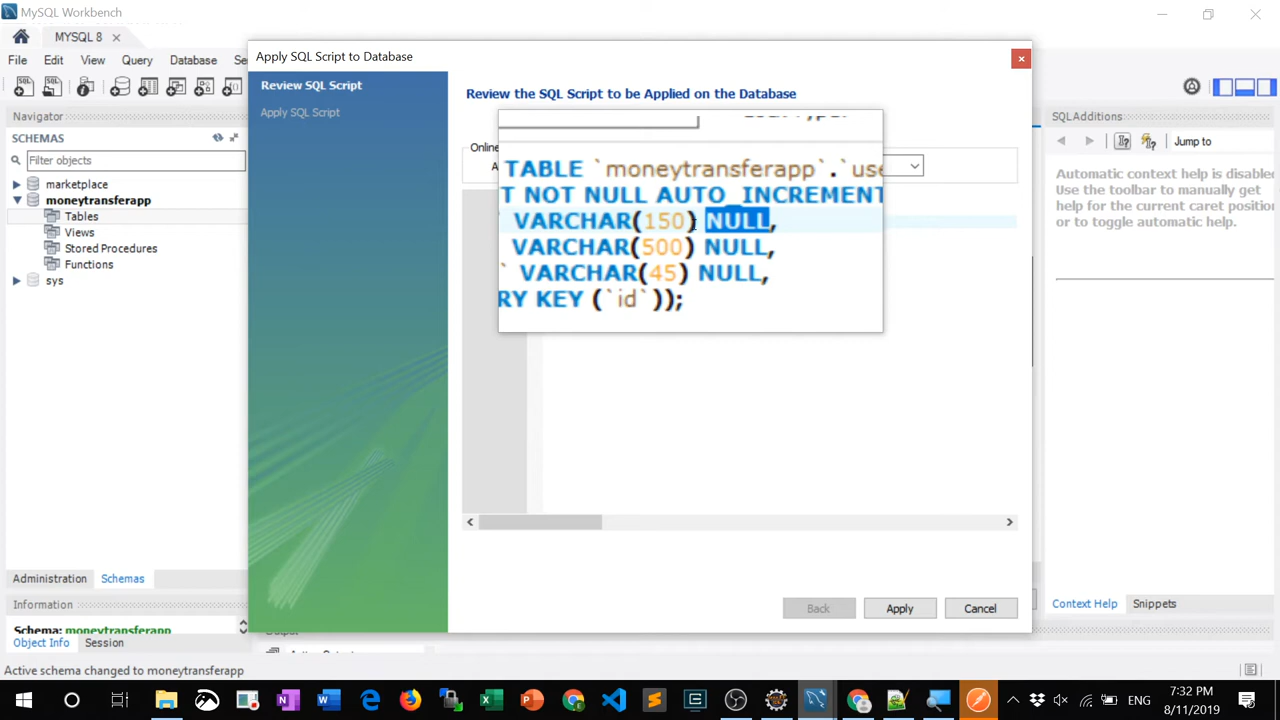 MySQL Workbench
MYSQL 8
File Edit View Query Database Se
Navigator
SCHEMAS
Filter objects
marketplace
moneytransferapp
Tables
Views
Stored Procedures
Functions
sys
Administration Schemas
Information
Schema: moneytransferapp
Object Info Session
Active schema changed to moneytransferapp
Apply SQL Script to Database
Review SQL Script
Apply SQL Script
Review the SQL Script to be Applied on the Database
Online
A
TABLE `moneytransferapp`.`use
T NOT NULL AUTO_INCREMENT
VARCHAR(150) NULL,
VARCHAR(500) NULL,
` VARCHAR(45) NULL,
RY KEY (`id`));
Back Apply Cancel
SQLAdditions
Jump to
Automatic context help is disabled
Use the toolbar to manually get
help for the current caret position
or to toggle automatic help.
Context Help Snippets
ENG
7:32 PM
8/11/2019